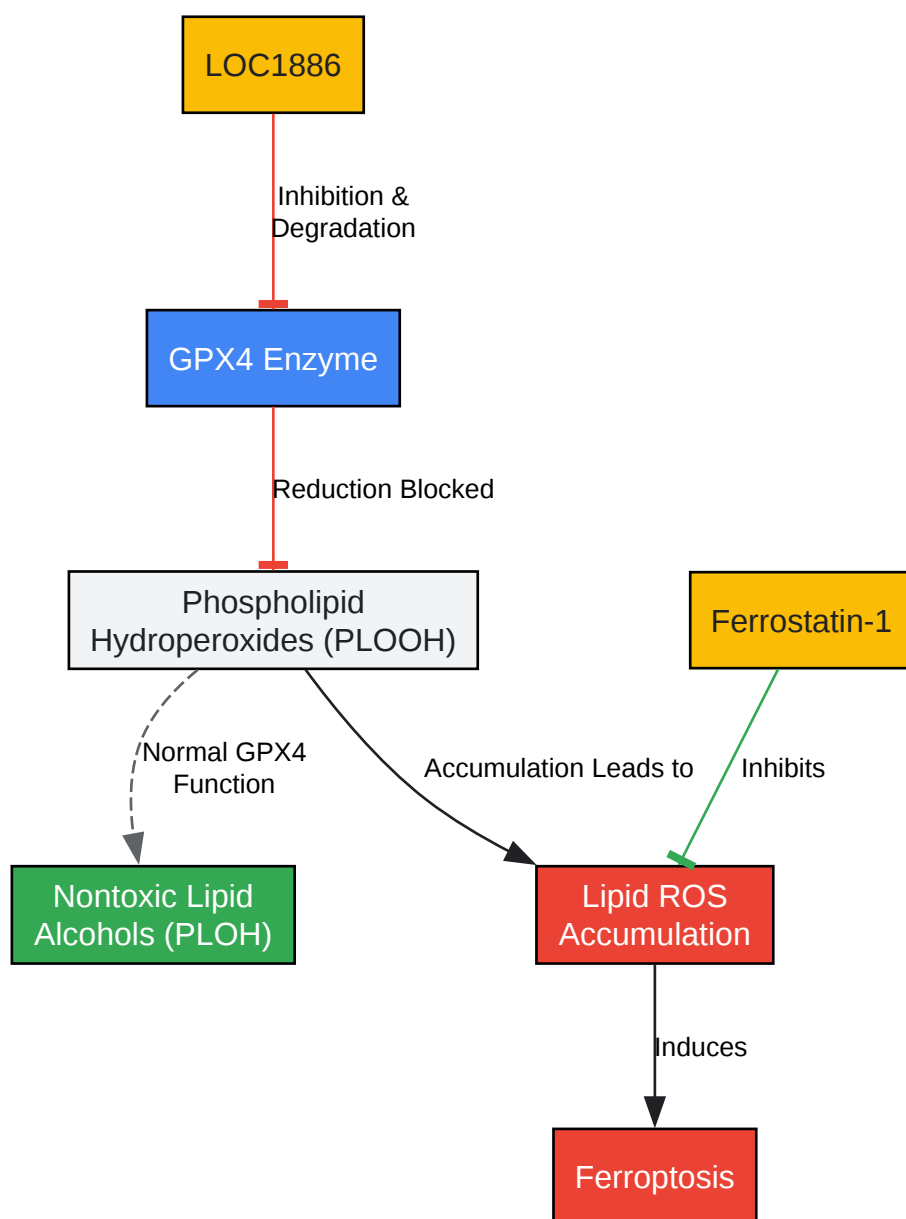 LOC1886
Inhibition &
Degradation
GPX4 Enzyme
Reduction Blocked
Phospholipid
Hydroperoxides (PLOOH)
Ferrostatin-1
Normal GPX4
Function
Accumulation Leads to
Inhibits
Nontoxic Lipid
Alcohols (PLOH)
Lipid ROS
Accumulation
Induces
Ferroptosis